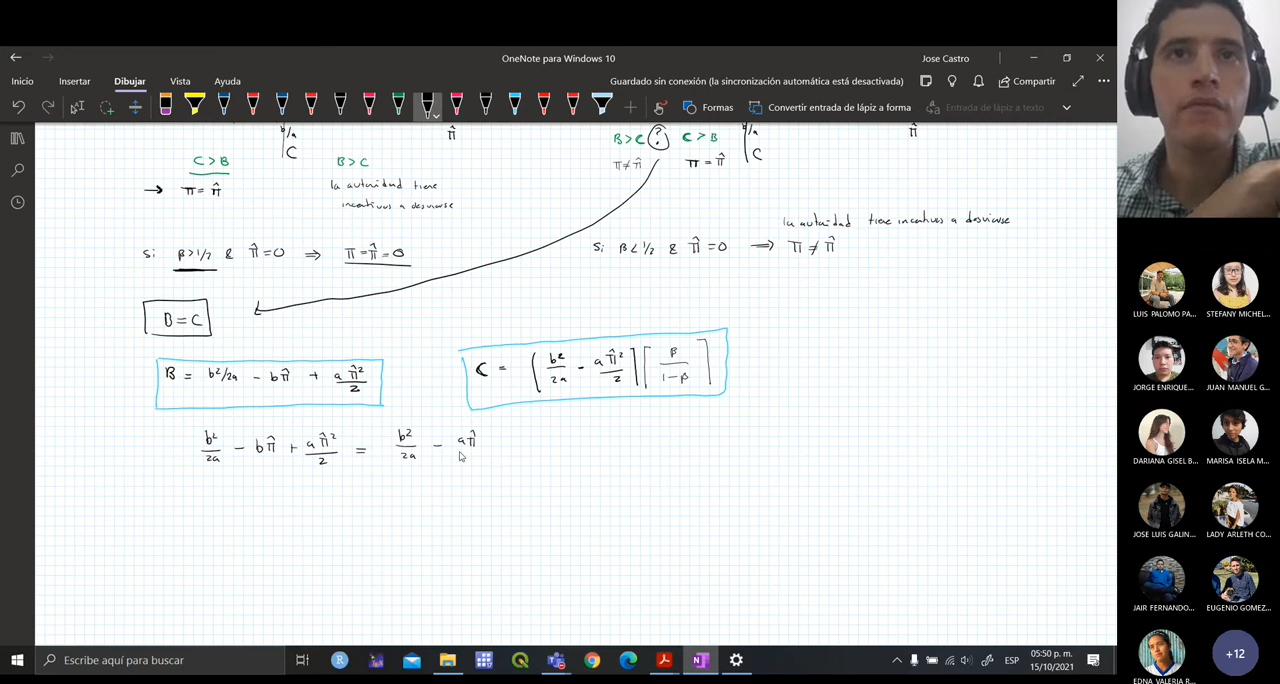 OneNote para Windows 10
Jose Castro
Inicio Insertar Dibujar Vista Ayuda
Guardado sin conexión (la sincronización automática está desactivada)
Compartir
Formas
Convertir entrada de lápiz a forma
Entrada de lápiz a texto
b/a
C
π̂
B>C ? C>B
b/a
C
π̂
π≠π̂ π=π̂
C>B
B>C
→ π=π̂
la autoridad tiene
incentivos a desviarse
la autoridad tiene incentivos a desviarse
Si β>1/2 & π̂=0 ⇒ π=π̂=0
Si β<1/2 & π̂=0 ⇒ π≠π̂
B=C
B = b²/2a - bπ̂ + aπ̂²/2
C = [b²/2a - aπ̂²/2][β/1-β]
b²/2a - bπ̂ + aπ̂²/2 = b²/2a - aπ̂
LUIS PALOMO PA...
STEFANY MICHEL...
JORGE ENRIQUE...
JUAN MANUEL G...
DARIANA GISEL B...
MARISA ISELA M...
JOSE LUIS GALIN...
LADY ARLETH CO...
JAIR FERNANDO...
EUGENIO GOMEZ...
EDNA VALERIA R...
+12
Escribe aquí para buscar
ESP
05:50 p. m.
15/10/2021